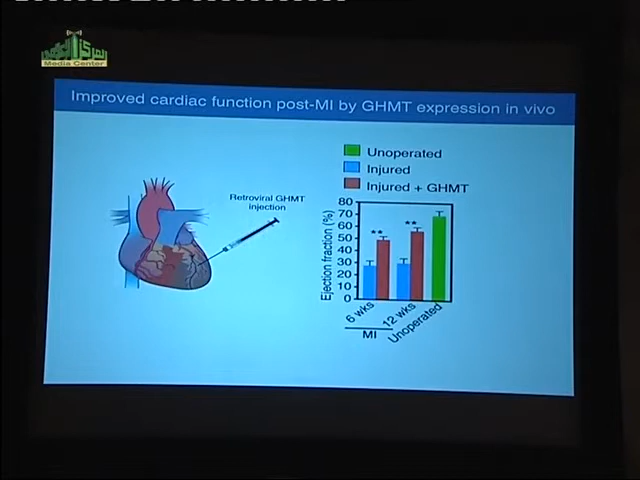 المركز
Media Center
Improved cardiac function post-MI by GHMT expression in vivo
Unoperated
Injured
Injured + GHMT
Retroviral GHMT
injection
Ejection fraction (%)
80
70
60
50
40
30
20
10
0
**
**
6 wks
12 wks
Unoperated
MI